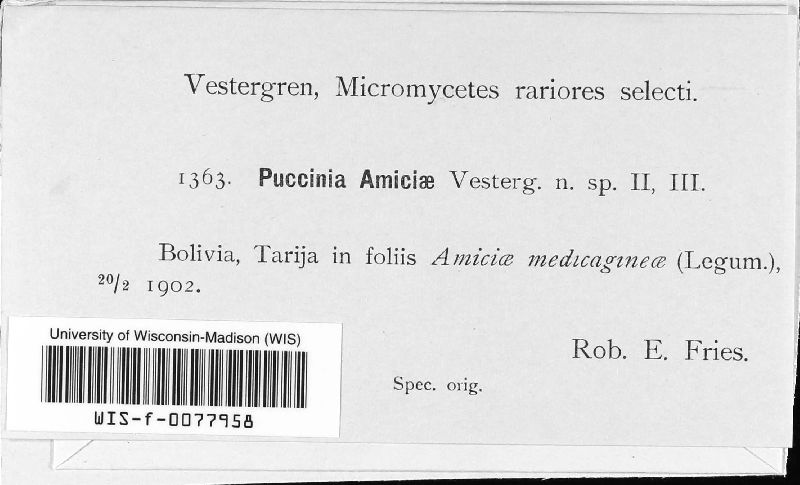 Vestergren, Micromycetes rariores selecti.
1363. Puccinia Amiciæ Vesterg. n. sp. II, III.
Bolivia, Tarija in foliis Amiciæ medicagineæ (Legum.),
20/2 1902.
Rob. E. Fries.
Spec. orig.
University of Wisconsin-Madison (WIS)
WIS-f-0077958